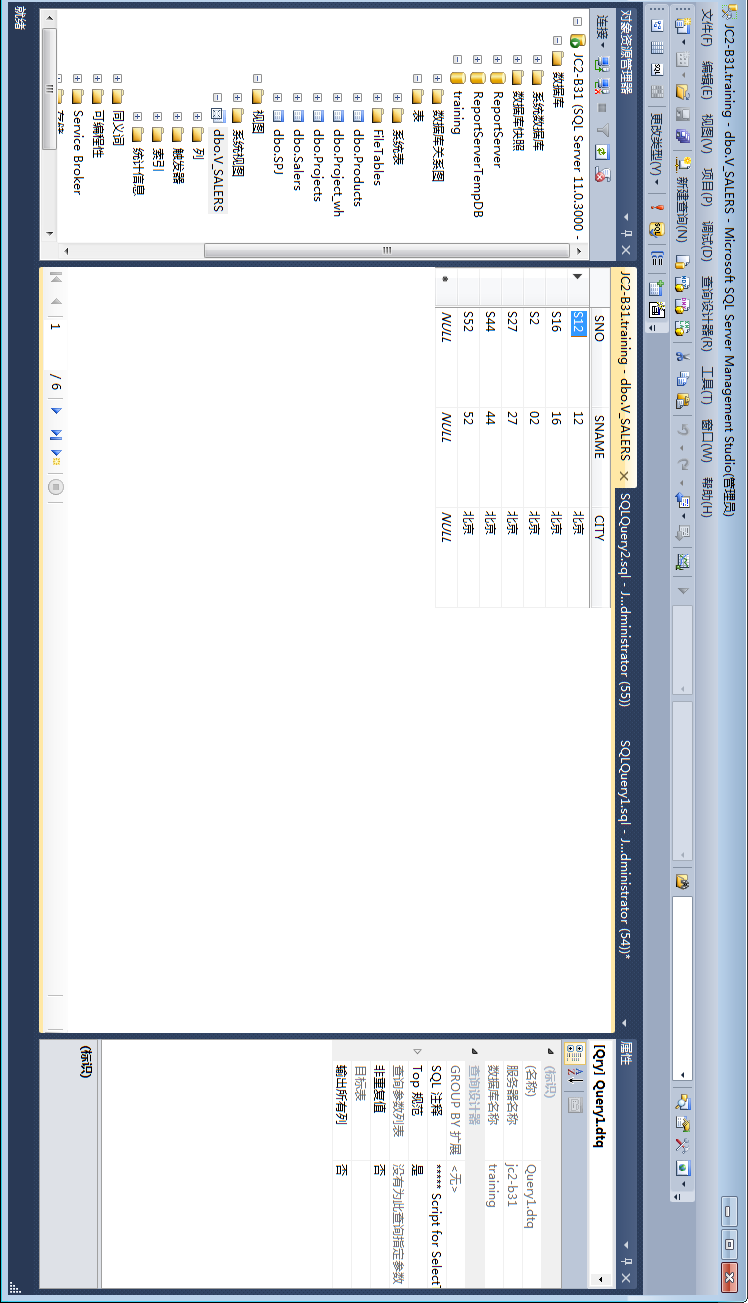 JC2-B31.training - dbo.V_SALERS - Microsoft SQL Server Management Studio(管理员)
文件(F) 编辑(E) 视图(V) 项目(P) 调试(D) 查询设计器(R) 工具(T) 窗口(W) 帮助(H)
新建查询(N)
更改类型(Y)
对象资源管理器
连接
JC2-B31 (SQL Server 11.0.3000 -
数据库
系统数据库
数据库快照
ReportServer
ReportServerTempDB
training
数据库关系图
表
系统表
FileTables
dbo.Products
dbo.Project_wh
dbo.Projects
dbo.Salers
dbo.SPJ
视图
系统视图
dbo.V_SALERS
列
触发器
索引
统计信息
同义词
可编程性
Service Broker
存储
JC2-B31.training - dbo.V_SALERS
SQLQuery2.sql - J...dministrator (55))
SQLQuery1.sql - J...dministrator (54))*
SNO SNAME CITY
S12 12 北京
S16 16 北京
S2 02 北京
S27 27 北京
S44 44 北京
S52 52 北京
NULL NULL NULL
1 / 6
属性
[Qry] Query1.dtq
(标识)
(名称) Query1.dtq
服务器名称 jc2-b31
数据库名称 training
查询设计器
GROUP BY 扩展 <无>
SQL 注释 ***** Script for Select
Top 规范 是
查询参数列表 没有为此查询指定参数
非重复值 否
目标表
输出所有列 否
(标识)
就绪